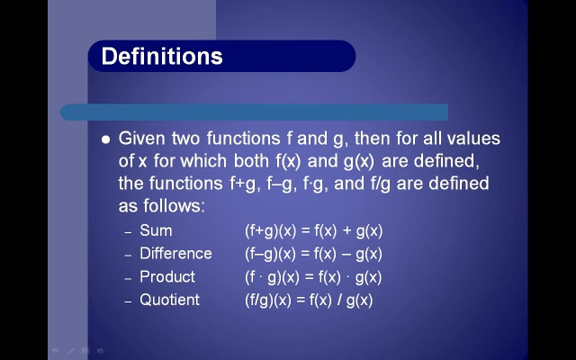 Definitions
● Given two functions f and g, then for all values
of x for which both f(x) and g(x) are defined,
the functions f+g, f–g, f·g, and f/g are defined
as follows:
– Sum (f+g)(x) = f(x) + g(x)
– Difference (f–g)(x) = f(x) – g(x)
– Product (f · g)(x) = f(x) · g(x)
– Quotient (f/g)(x) = f(x) / g(x)